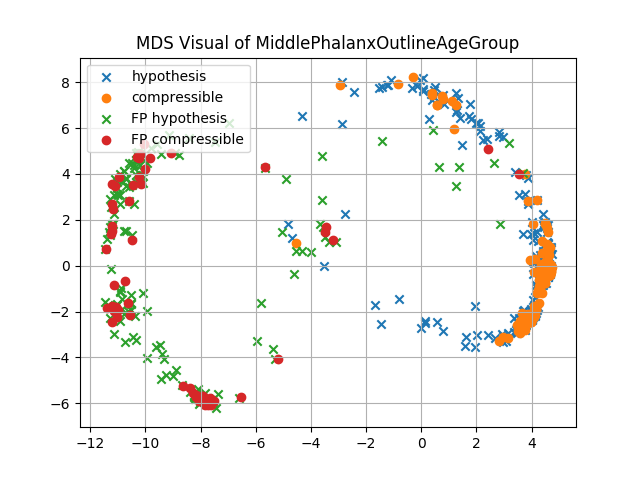 MDS Visual of MiddlePhalanxOutlineAgeGroup
hypothesis
compressible
FP hypothesis
FP compressible
8
6
4
2
0
−2
−4
−6
−12 −10 −8 −6 −4 −2 0 2 4